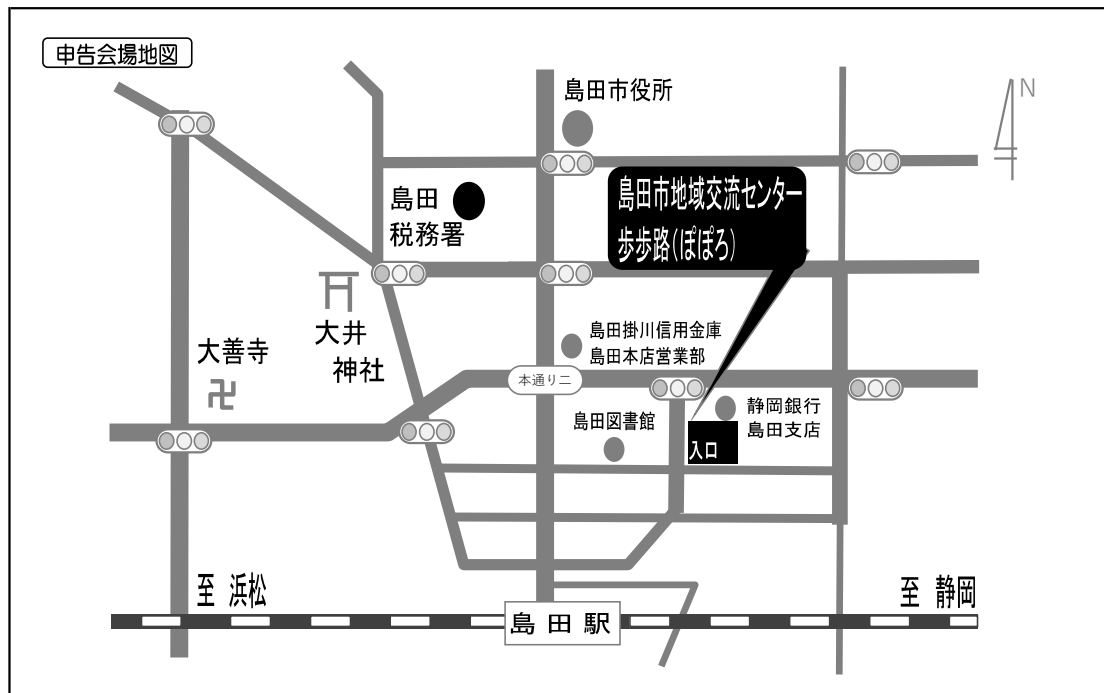 申告会場地図
島田市役所
N
島田市地域交流センター
歩歩路(ぽぽろ)
島田
税務署
島田掛川信用金庫
島田本店営業部
大井
神社
大善寺
本通り二
静岡銀行
島田支店
島田図書館
入口
至 浜松
至 静岡
島田駅